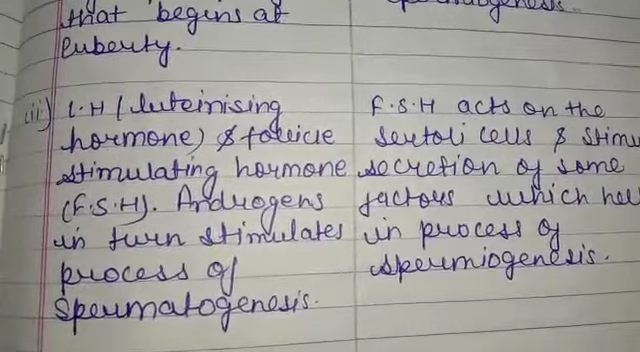 that begins at
Puberty.
(iii) L.H (luteinising
hormone) & follicle
stimulating hormone
(F.S.H). Androgens
in turn stimulates
process of
Spermatogenesis.
F.S.H acts on the
sertoli cells & stimu
secretion of some
factors which hel
in process of
spermiogenesis.